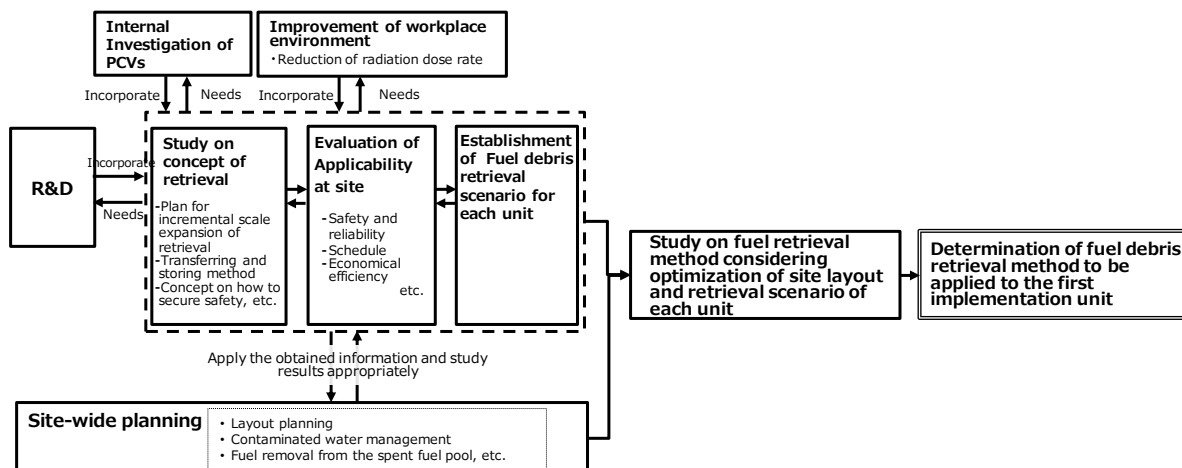 Internal
Investigation of
PCVs
Improvement of workplace
environment
・Reduction of radiation dose rate
Incorporate
Needs
Incorporate
Needs
R&D
Incorporate
Needs
Study on
concept of
retrieval
-Plan for
incremental scale
expansion of
retrieval
-Transferring and
storing method
-Concept on how to
secure safety, etc.
Evaluation of
Applicability
at site
-Safety and
reliability
-Schedule
-Economical
efficiency
etc.
Establishment
of Fuel debris
retrieval
scenario for
each unit
Study on fuel retrieval
method considering
optimization of site layout
and retrieval scenario of
each unit
Determination of fuel debris
retrieval method to be
applied to the first
implementation unit
Apply the obtained information and study
results appropriately
Site-wide planning
・ Layout planning
・ Contaminated water management
・ Fuel removal from the spent fuel pool, etc.